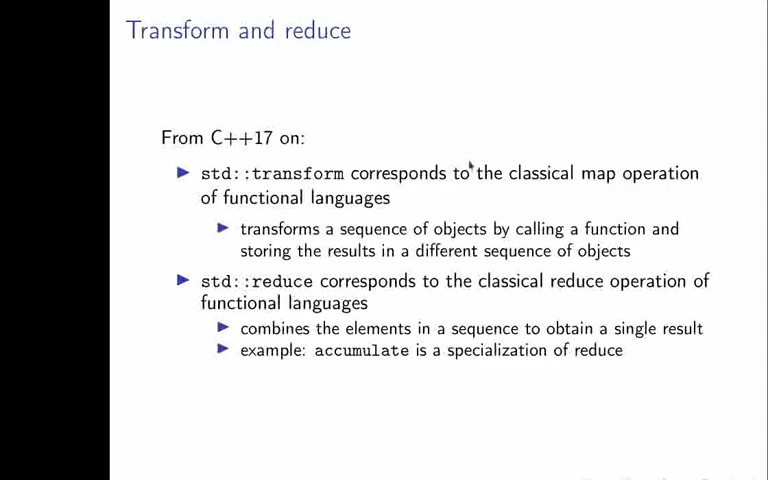 Transform and reduce
From C++17 on:
▶ std::transform corresponds to the classical map operation
of functional languages
▶ transforms a sequence of objects by calling a function and
storing the results in a different sequence of objects
▶ std::reduce corresponds to the classical reduce operation of
functional languages
▶ combines the elements in a sequence to obtain a single result
▶ example: accumulate is a specialization of reduce